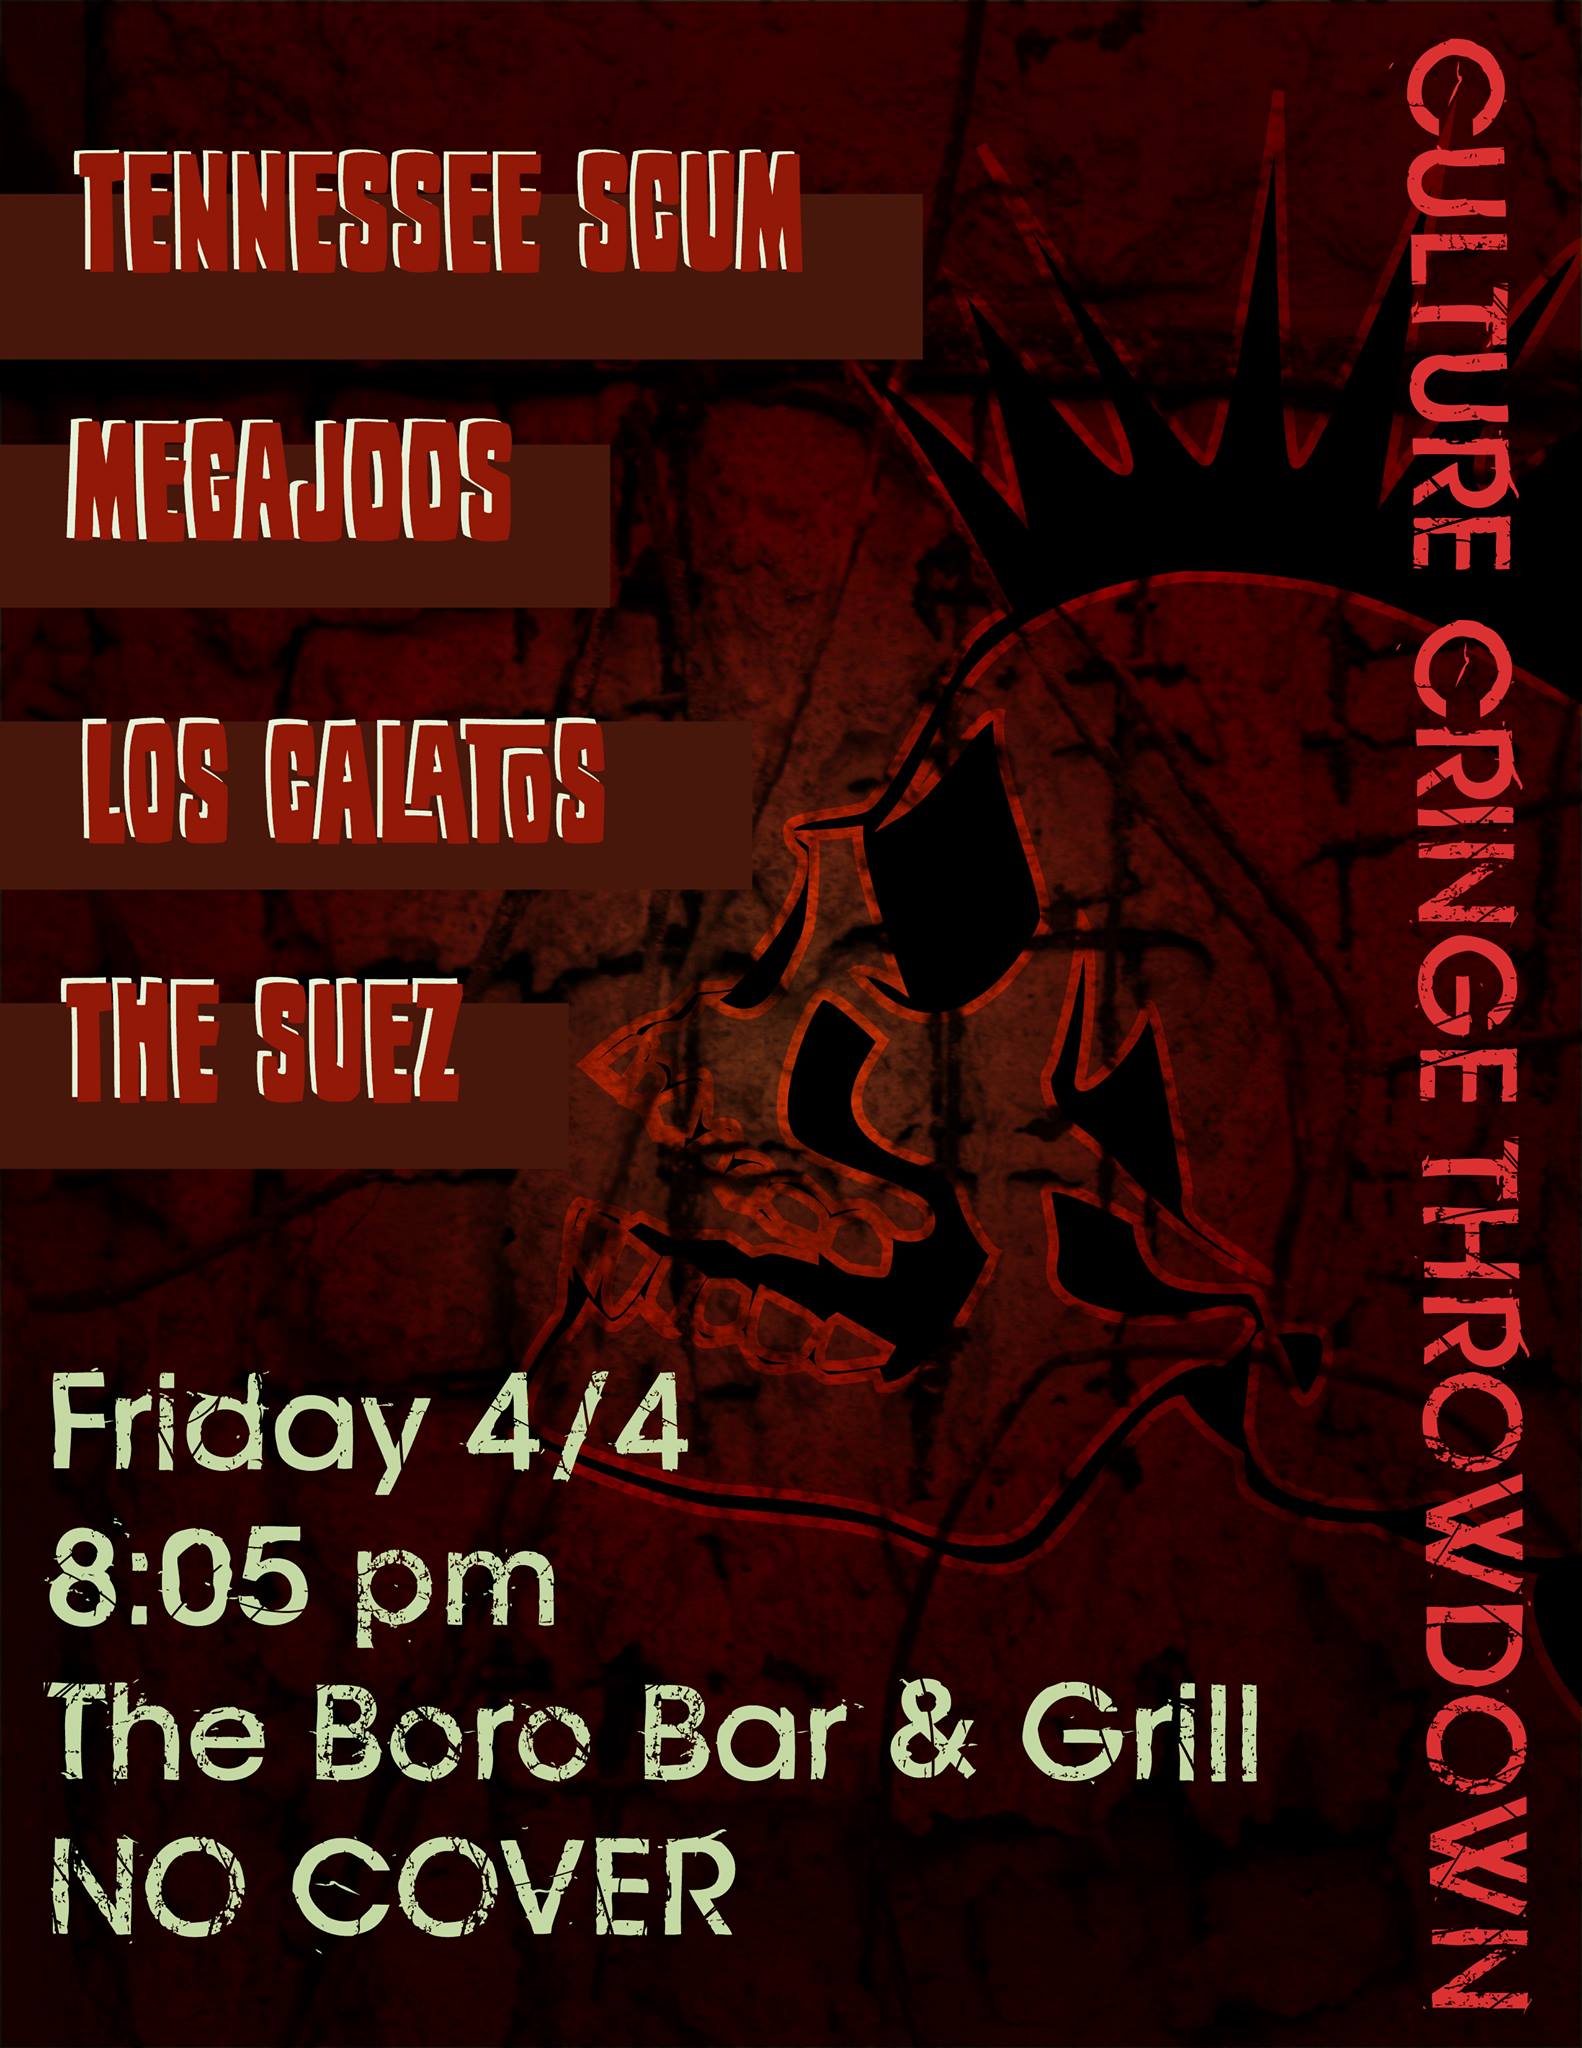 TENNESSEE SCUM
MEGAJOOS
LOS GALATOS
THE SUEZ
Friday 4/4
8:05 pm
The Boro Bar & Grill
NO COVER
CULTURE CRINGE THROWDOWN